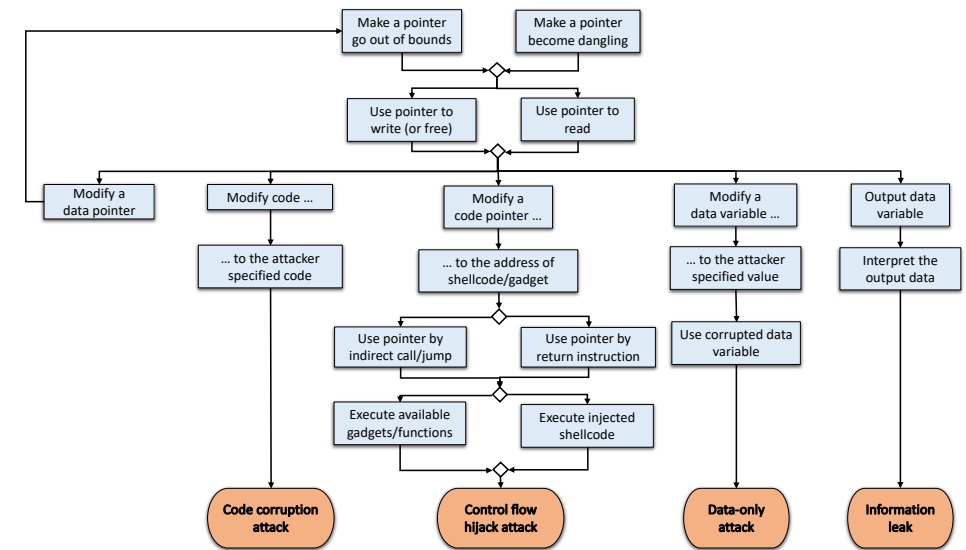 Make a pointer
go out of bounds
Make a pointer
become dangling
Use pointer to
write (or free)
Use pointer to
read
Modify a
data pointer
Modify code ...
Modify a
code pointer ...
Modify a
data variable ...
Output data
variable
... to the attacker
specified code
... to the address of
shellcode/gadget
... to the attacker
specified value
Interpret the
output data
Use pointer by
indirect call/jump
Use pointer by
return instruction
Use corrupted data
variable
Execute available
gadgets/functions
Execute injected
shellcode
Code corruption
attack
Control flow
hijack attack
Data-only
attack
Information
leak